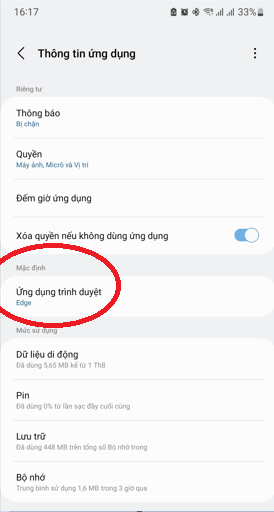 16:17
33%
Thông tin ứng dụng
Riêng tư
Thông báo
Bị chặn
Quyền
Máy ảnh, Micrô và Vị trí
Đếm giờ ứng dụng
Xóa quyền nếu không dùng ứng dụng
Mặc định
Ứng dụng trình duyệt
Edge
Mức sử dụng
Dữ liệu di động
Đã dùng 5,65 MB kể từ 1 Th8
Pin
Đã dùng 0% từ lần sạc đầy cuối cùng
Lưu trữ
Đã dùng 448 MB trên tổng số Bộ nhớ trong
Bộ nhớ
Trung bình sử dụng 1,6 MB trong 3 giờ qua